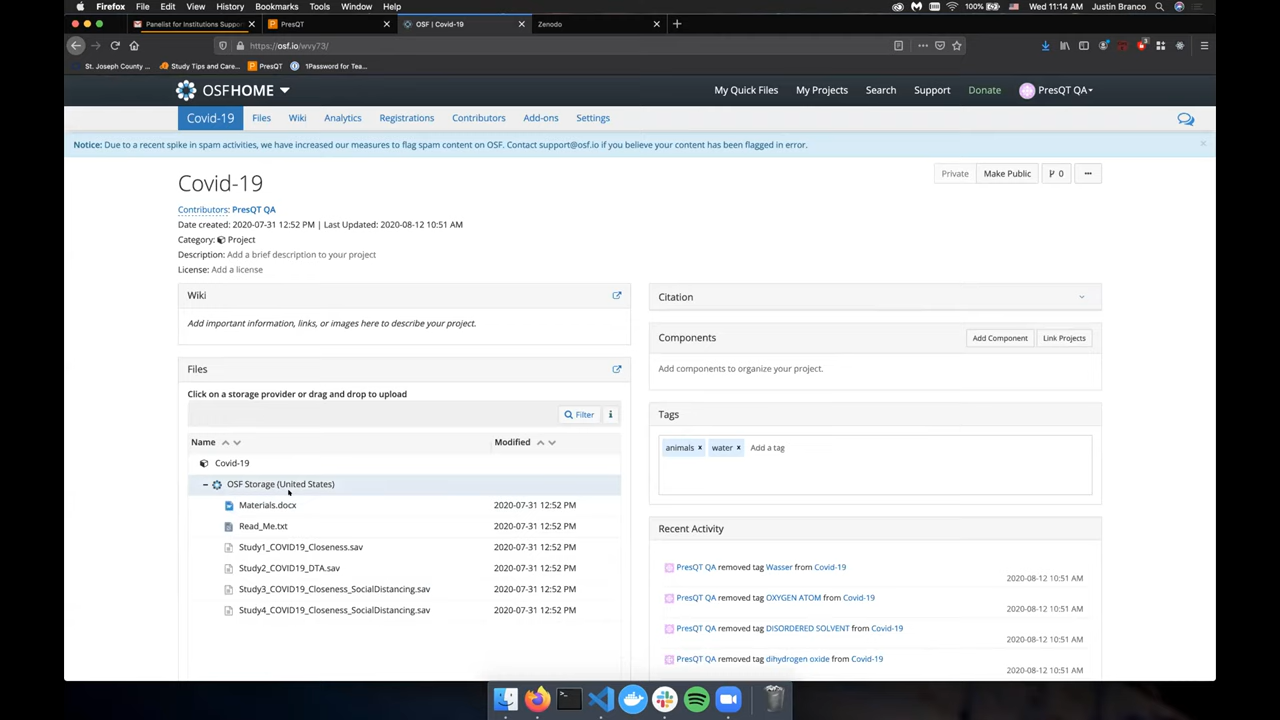 Firefox File Edit View History Bookmarks Tools Window Help 100% Wed 11:14 AM Justin Branco
Panelist for Institutions Suppo PresQT OSF | Covid-19 Zenodo
https://osf.io/wvy73/
St. Joseph County ... Study Tips and Care... PresQT 1Password for Tea...
OSFHOME My Quick Files My Projects Search Support Donate PresQT QA
Covid-19 Files Wiki Analytics Registrations Contributors Add-ons Settings
Notice: Due to a recent spike in spam activities, we have increased our measures to flag spam content on OSF. Contact support@osf.io if you believe your content has been flagged in error.
Covid-19
Private Make Public 0
Contributors: PresQT QA
Date created: 2020-07-31 12:52 PM | Last Updated: 2020-08-12 10:51 AM
Category: Project
Description: Add a brief description to your project
License: Add a license
Wiki
Add important information, links, or images here to describe your project.
Files
Click on a storage provider or drag and drop to upload
Filter i
Name Modified
Covid-19
OSF Storage (United States)
Materials.docx 2020-07-31 12:52 PM
Read_Me.txt 2020-07-31 12:52 PM
Study1_COVID19_Closeness.sav 2020-07-31 12:52 PM
Study2_COVID19_DTA.sav 2020-07-31 12:52 PM
Study3_COVID19_Closeness_SocialDistancing.sav 2020-07-31 12:52 PM
Study4_COVID19_Closeness_SocialDistancing.sav 2020-07-31 12:52 PM
Citation
Components Add Component Link Projects
Add components to organize your project.
Tags
animals x water x Add a tag
Recent Activity
PresQT QA removed tag Wasser from Covid-19
2020-08-12 10:51 AM
PresQT QA removed tag OXYGEN ATOM from Covid-19
2020-08-12 10:51 AM
PresQT QA removed tag DISORDERED SOLVENT from Covid-19
2020-08-12 10:51 AM
PresQT QA removed tag dihydrogen oxide from Covid-19
2020-08-12 10:51 AM